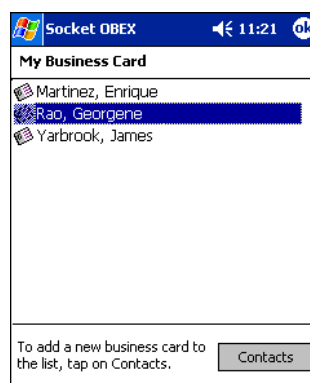 Socket OBEX 11:21 ok
My Business Card
Martinez, Enrique
Rao, Georgene
Yarbrook, James
To add a new business card to
the list, tap on Contacts.
Contacts